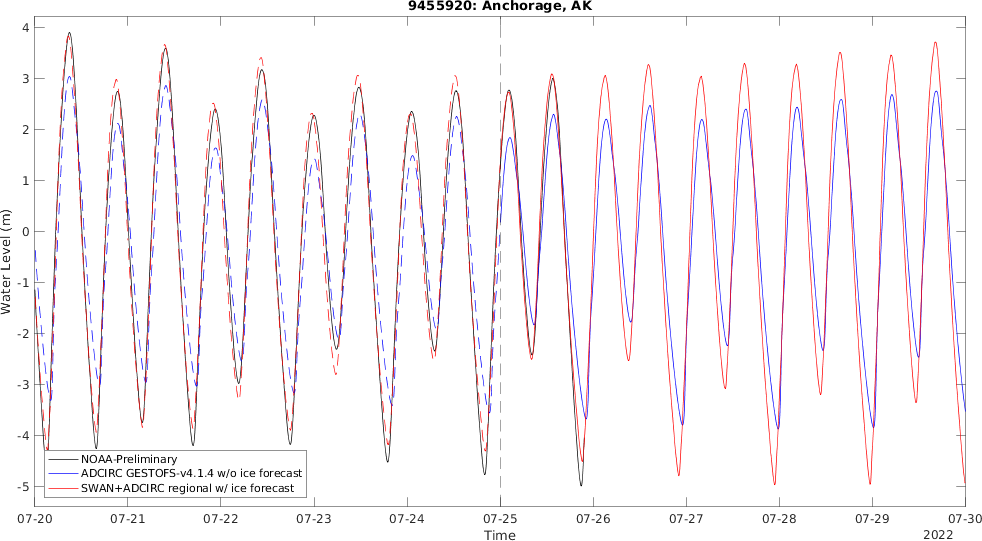 9455920: Anchorage, AK
Water Level (m)
4
3
2
1
0
-1
-2
-3
-4
-5
NOAA-Preliminary
ADCIRC GESTOFS-v4.1.4 w/o ice forecast
SWAN+ADCIRC regional w/ ice forecast
07-20 07-21 07-22 07-23 07-24 07-25 07-26 07-27 07-28 07-29 07-30
Time
2022